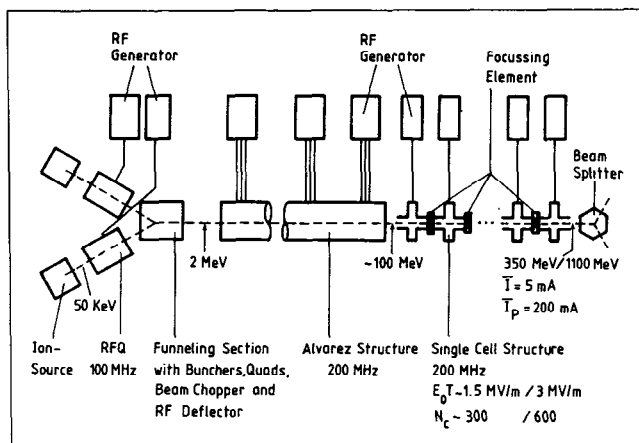 RF
Generator
RF
Generator
Focussing
Element
Beam
Splitter
2 MeV
~100 MeV
350 MeV/1100 MeV
Ī = 5 mA
Ī_P = 200 mA
50 KeV
Ion-
Source
RFQ
100 MHz
Funneling Section
with Bunchers, Quads,
Beam Chopper and
RF Deflector
Alvarez Structure
200 MHz
Single Cell Structure
200 MHz
E₀T ~ 1.5 MV/m / 3 MV/m
N_C ~ 300 / 600